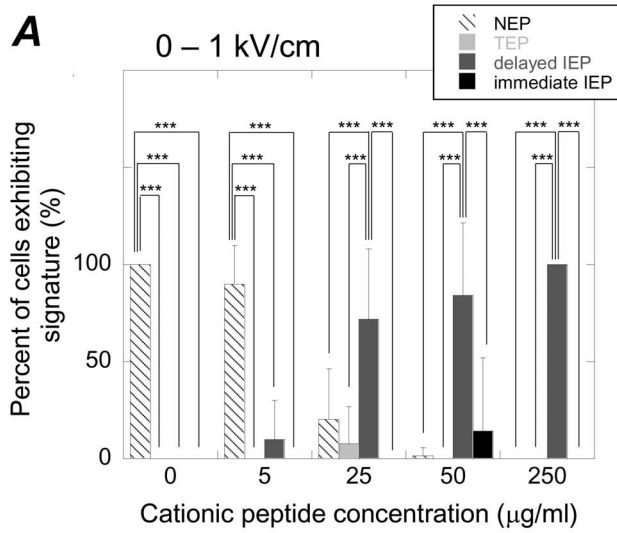 A
0 – 1 kV/cm
NEP
TEP
delayed IEP
immediate IEP
*** *** *** *** *** *** *** ***
*** *** *** *** ***
*** ***
Percent of cells exhibiting
signature (%)
100
50
0
0 5 25 50 250
Cationic peptide concentration (μg/ml)